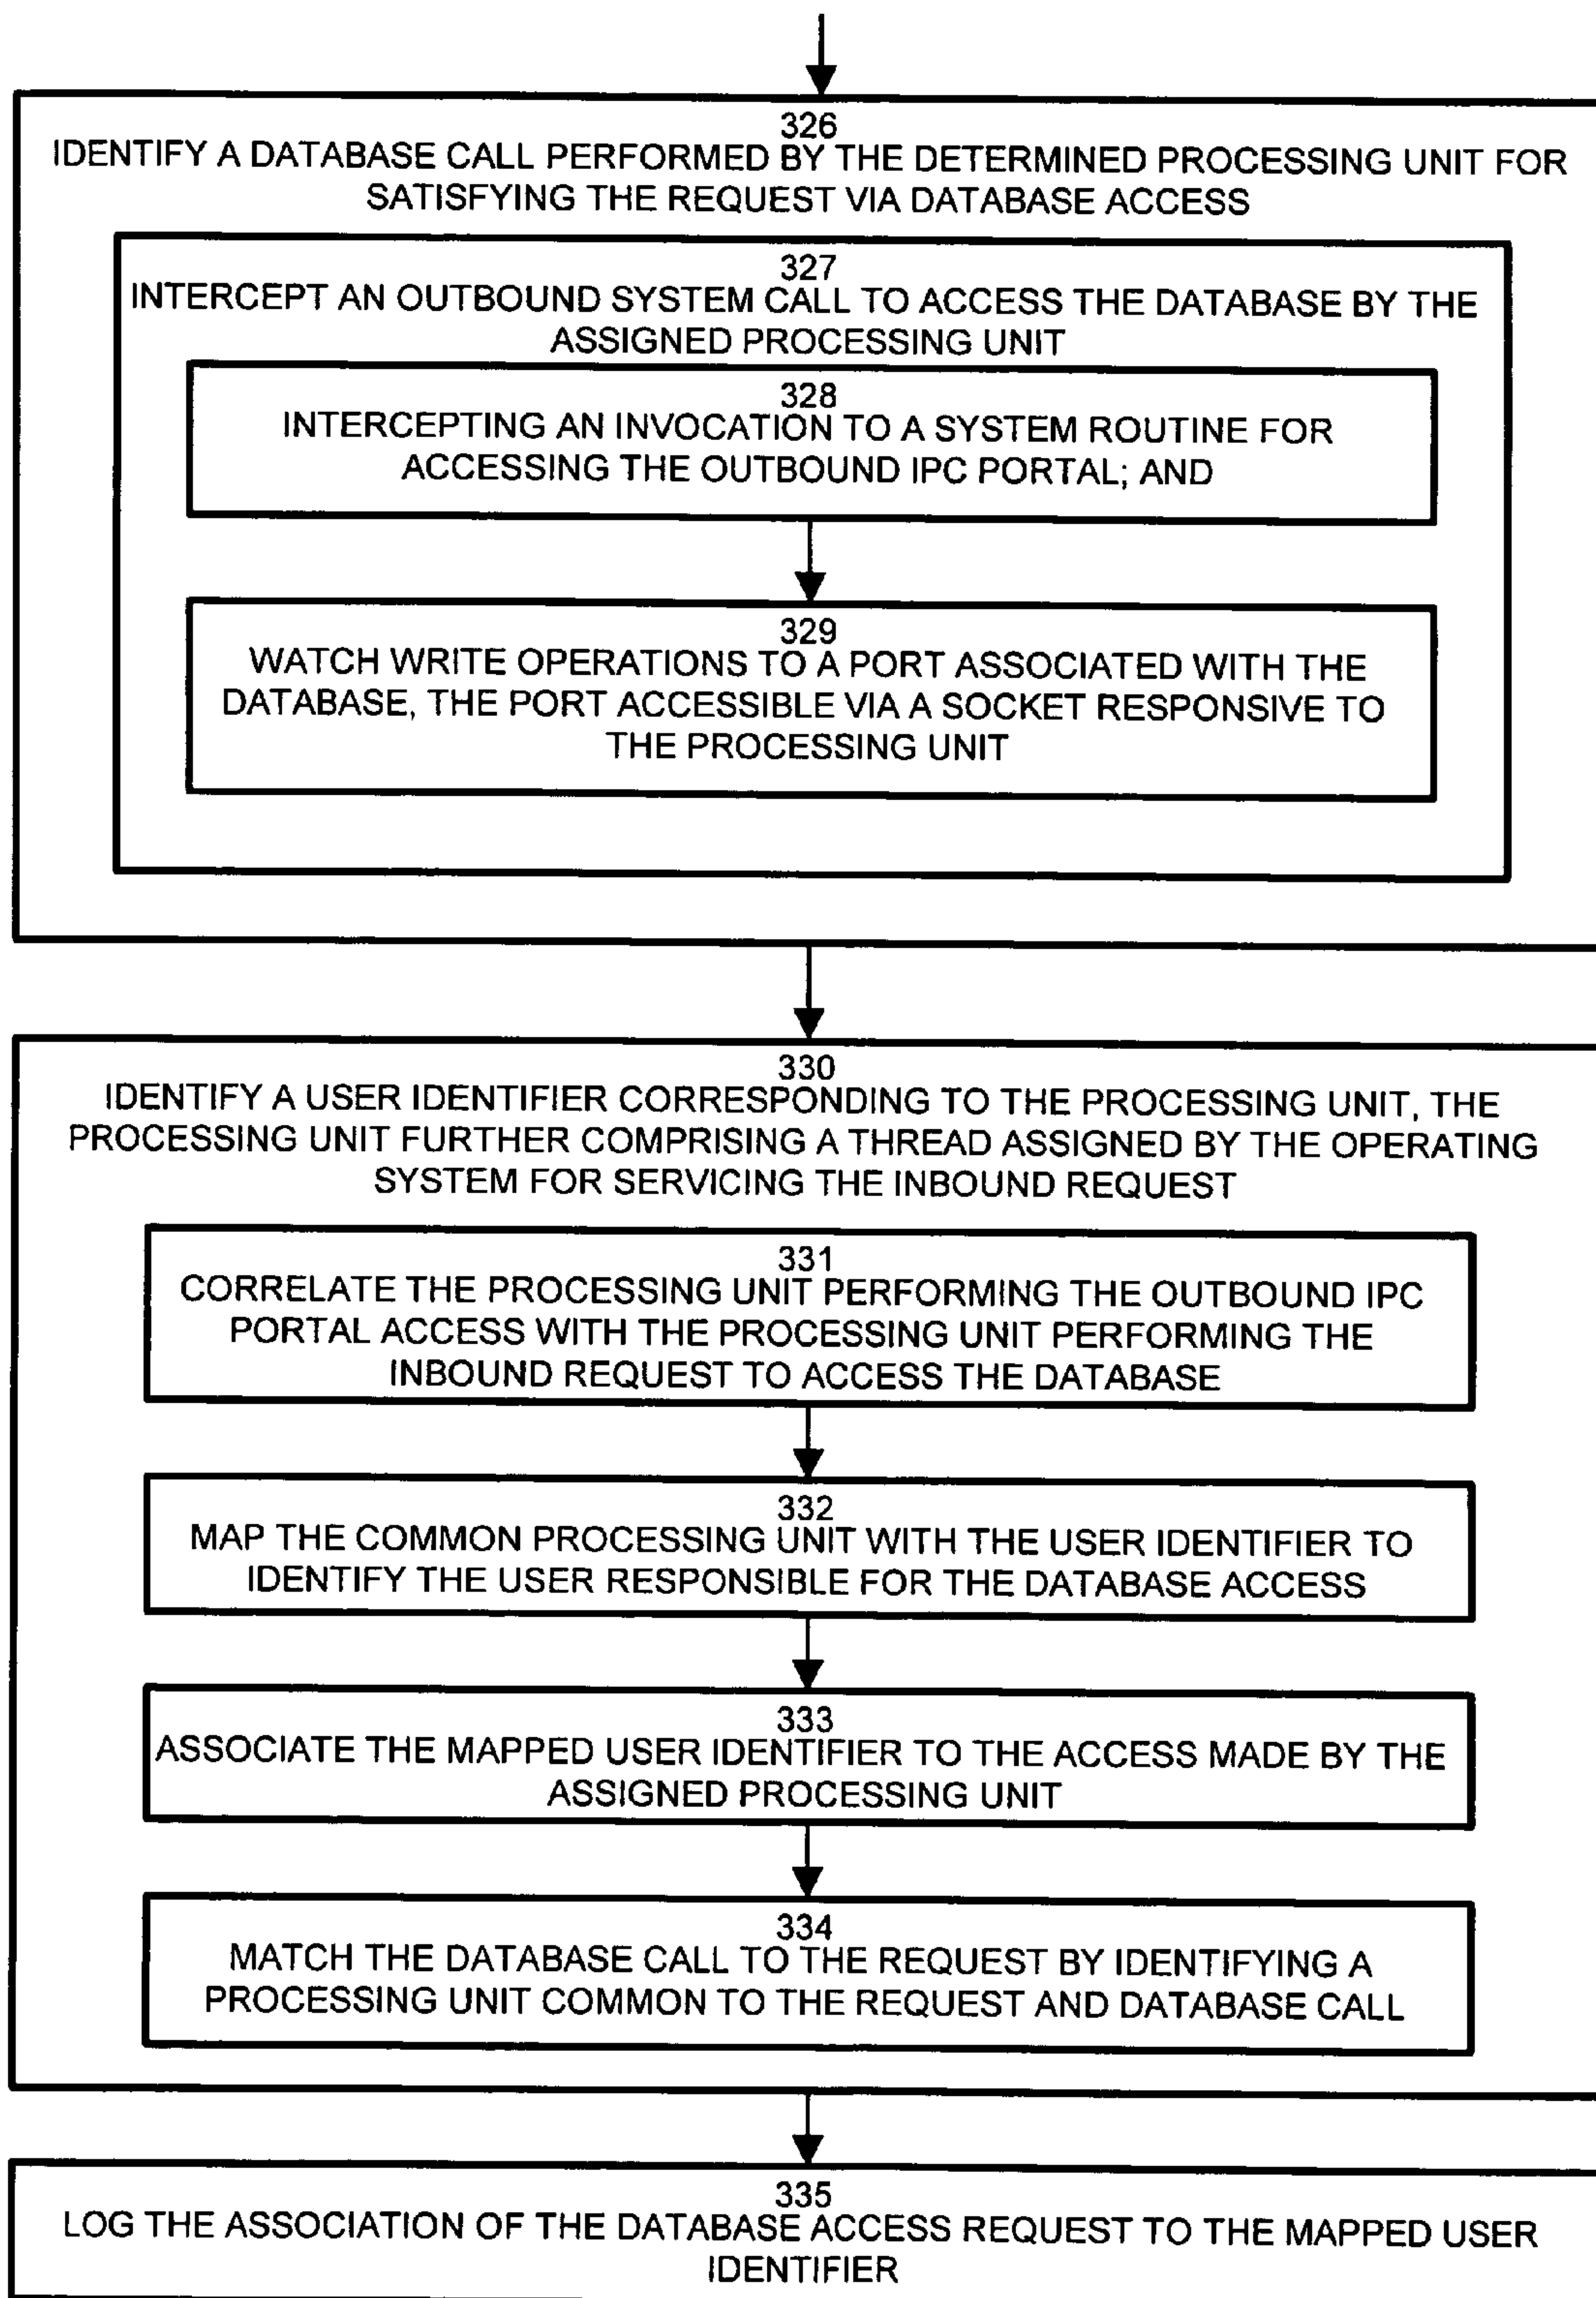 326
IDENTIFY A DATABASE CALL PERFORMED BY THE DETERMINED PROCESSING UNIT FOR
SATISFYING THE REQUEST VIA DATABASE ACCESS
327
INTERCEPT AN OUTBOUND SYSTEM CALL TO ACCESS THE DATABASE BY THE
ASSIGNED PROCESSING UNIT
328
INTERCEPTING AN INVOCATION TO A SYSTEM ROUTINE FOR
ACCESSING THE OUTBOUND IPC PORTAL; AND
329
WATCH WRITE OPERATIONS TO A PORT ASSOCIATED WITH THE
DATABASE, THE PORT ACCESSIBLE VIA A SOCKET RESPONSIVE TO
THE PROCESSING UNIT
330
IDENTIFY A USER IDENTIFIER CORRESPONDING TO THE PROCESSING UNIT, THE
PROCESSING UNIT FURTHER COMPRISING A THREAD ASSIGNED BY THE OPERATING
SYSTEM FOR SERVICING THE INBOUND REQUEST
331
CORRELATE THE PROCESSING UNIT PERFORMING THE OUTBOUND IPC
PORTAL ACCESS WITH THE PROCESSING UNIT PERFORMING THE
INBOUND REQUEST TO ACCESS THE DATABASE
332
MAP THE COMMON PROCESSING UNIT WITH THE USER IDENTIFIER TO
IDENTIFY THE USER RESPONSIBLE FOR THE DATABASE ACCESS
333
ASSOCIATE THE MAPPED USER IDENTIFIER TO THE ACCESS MADE BY THE
ASSIGNED PROCESSING UNIT
334
MATCH THE DATABASE CALL TO THE REQUEST BY IDENTIFYING A
PROCESSING UNIT COMMON TO THE REQUEST AND DATABASE CALL
335
LOG THE ASSOCIATION OF THE DATABASE ACCESS REQUEST TO THE MAPPED USER
IDENTIFIER